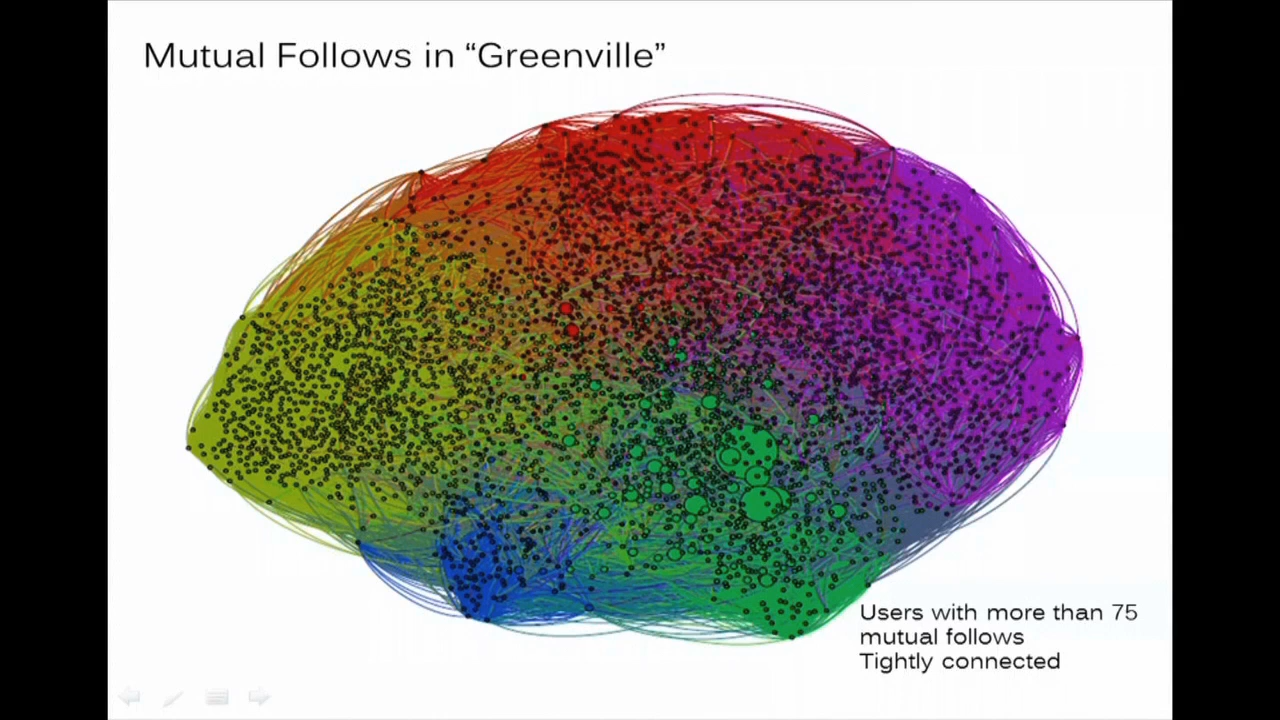 Mutual Follows in “Greenville”
Users with more than 75
mutual follows
Tightly connected